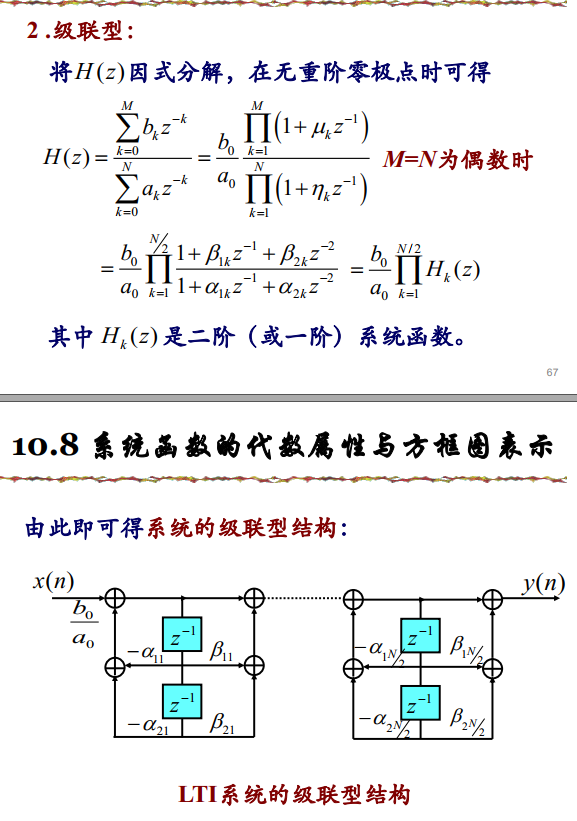 2 .级联型：
将H(z)因式分解，在无重阶零极点时可得
H(z) = \frac{\sum_{k=0}^{M} b_k z^{-k}}{\sum_{k=0}^{N} a_k z^{-k}} = \frac{b_0}{a_0} \frac{\prod_{k=1}^{M} (1+\mu_k z^{-1})}{\prod_{k=1}^{N} (1+\eta_k z^{-1})} M=N为偶数时
= \frac{b_0}{a_0} \prod_{k=1}^{N/2} \frac{1+\beta_{1k} z^{-1}+\beta_{2k} z^{-2}}{1+\alpha_{1k} z^{-1}+\alpha_{2k} z^{-2}} = \frac{b_0}{a_0} \prod_{k=1}^{N/2} H_k(z)
其中 H_k(z) 是二阶（或一阶）系统函数。
67
10.8 系统函数的代数属性与方框图表示
由此即可得系统的级联型结构：
x(n) y(n)
\frac{b_0}{a_0}
z^{-1} z^{-1}
-\alpha_{11} \beta_{11} -\alpha_{1N/2} \beta_{1N/2}
z^{-1} z^{-1}
-\alpha_{21} \beta_{21} -\alpha_{2N/2} \beta_{2N/2}
LTI系统的级联型结构